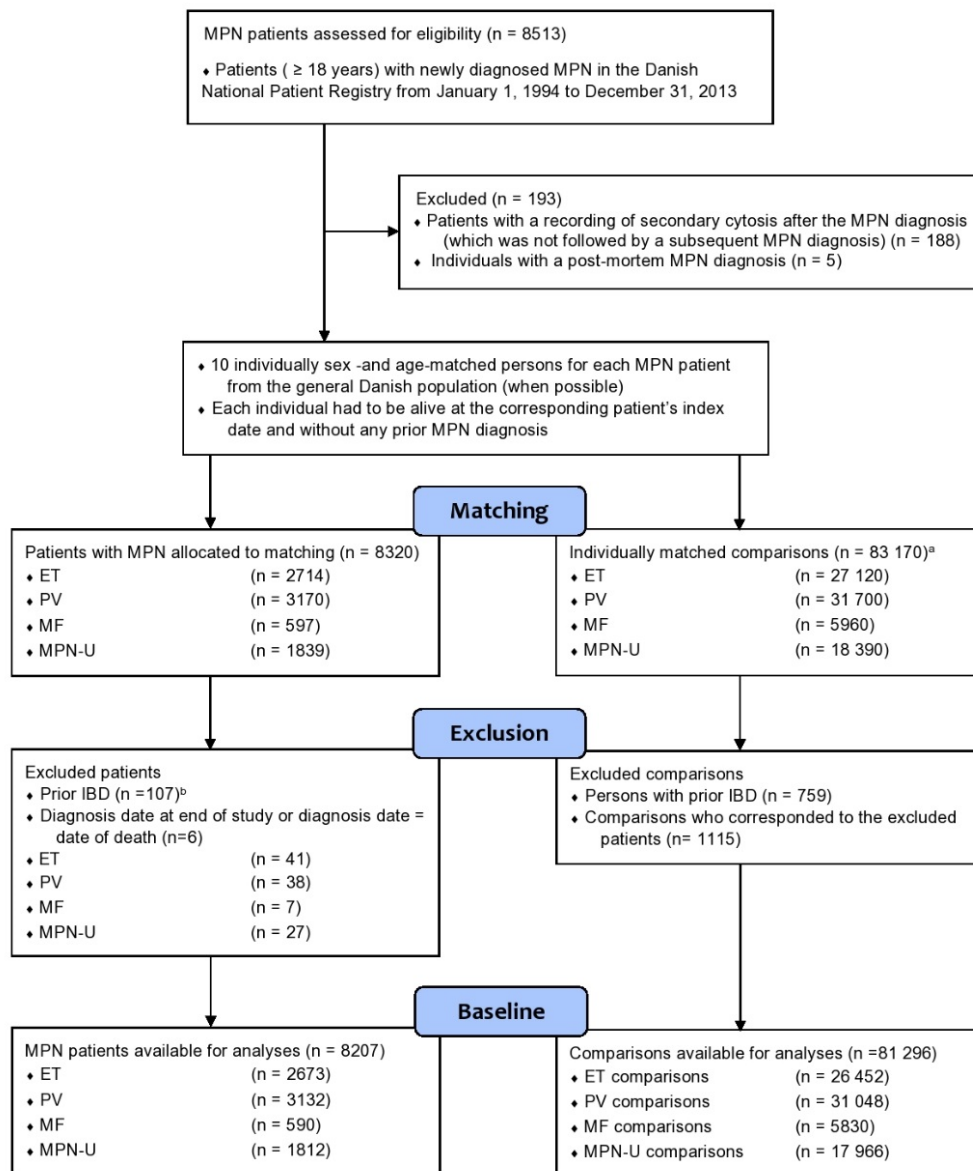 MPN patients assessed for eligibility (n = 8513)
♦ Patients ( ≥ 18 years) with newly diagnosed MPN in the Danish
National Patient Registry from January 1, 1994 to December 31, 2013
Excluded (n = 193)
♦ Patients with a recording of secondary cytosis after the MPN diagnosis
(which was not followed by a subsequent MPN diagnosis) (n = 188)
♦ Individuals with a post-mortem MPN diagnosis (n = 5)
♦ 10 individually sex -and age-matched persons for each MPN patient
from the general Danish population (when possible)
♦ Each individual had to be alive at the corresponding patient's index
date and without any prior MPN diagnosis
Matching
Patients with MPN allocated to matching (n = 8320)
♦ ET (n = 2714)
♦ PV (n = 3170)
♦ MF (n = 597)
♦ MPN-U (n = 1839)
Individually matched comparisons (n = 83 170)ᵃ
♦ ET (n = 27 120)
♦ PV (n = 31 700)
♦ MF (n = 5960)
♦ MPN-U (n = 18 390)
Exclusion
Excluded patients
♦ Prior IBD (n =107)ᵇ
♦ Diagnosis date at end of study or diagnosis date =
date of death (n=6)
♦ ET (n = 41)
♦ PV (n = 38)
♦ MF (n = 7)
♦ MPN-U (n = 27)
Excluded comparisons
♦ Persons with prior IBD (n = 759)
♦ Comparisons who corresponded to the excluded
patients (n= 1115)
Baseline
MPN patients available for analyses (n = 8207)
♦ ET (n = 2673)
♦ PV (n = 3132)
♦ MF (n = 590)
♦ MPN-U (n = 1812)
Comparisons available for analyses (n =81 296)
♦ ET comparisons (n = 26 452)
♦ PV comparisons (n = 31 048)
♦ MF comparisons (n = 5830)
♦ MPN-U comparisons (n = 17 966)